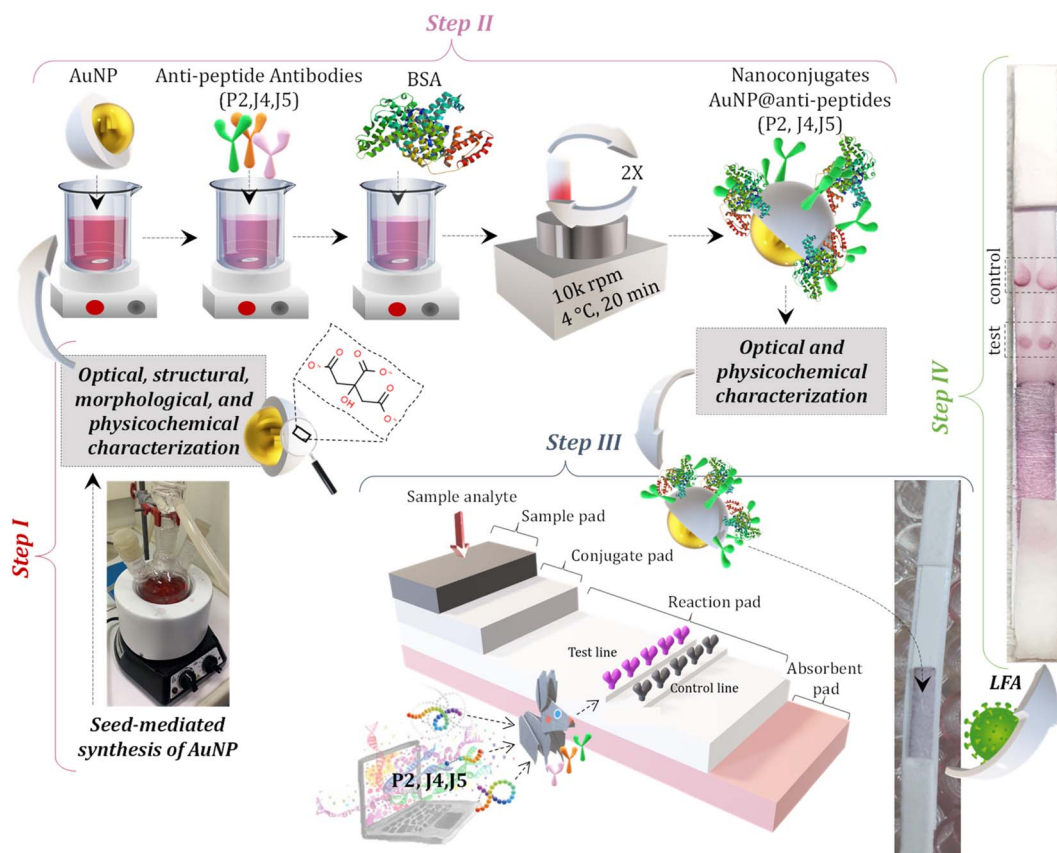 Step II
AuNP
Anti-peptide Antibodies
(P2,J4,J5)
BSA
Nanoconjugates
AuNP@anti-peptides
(P2, J4,J5)
2X
10k rpm
4 °C, 20 min
control
test
Step IV
Optical, structural,
morphological, and
physicochemical
characterization
O
O⁻
O
O⁻
O
O⁻
OH
Optical and
physicochemical
characterization
Step III
Step I
Sample analyte
Sample pad
Conjugate pad
Reaction pad
Test line
Control line
Absorbent
pad
LFA
Seed-mediated
synthesis of AuNP
P2, J4,J5